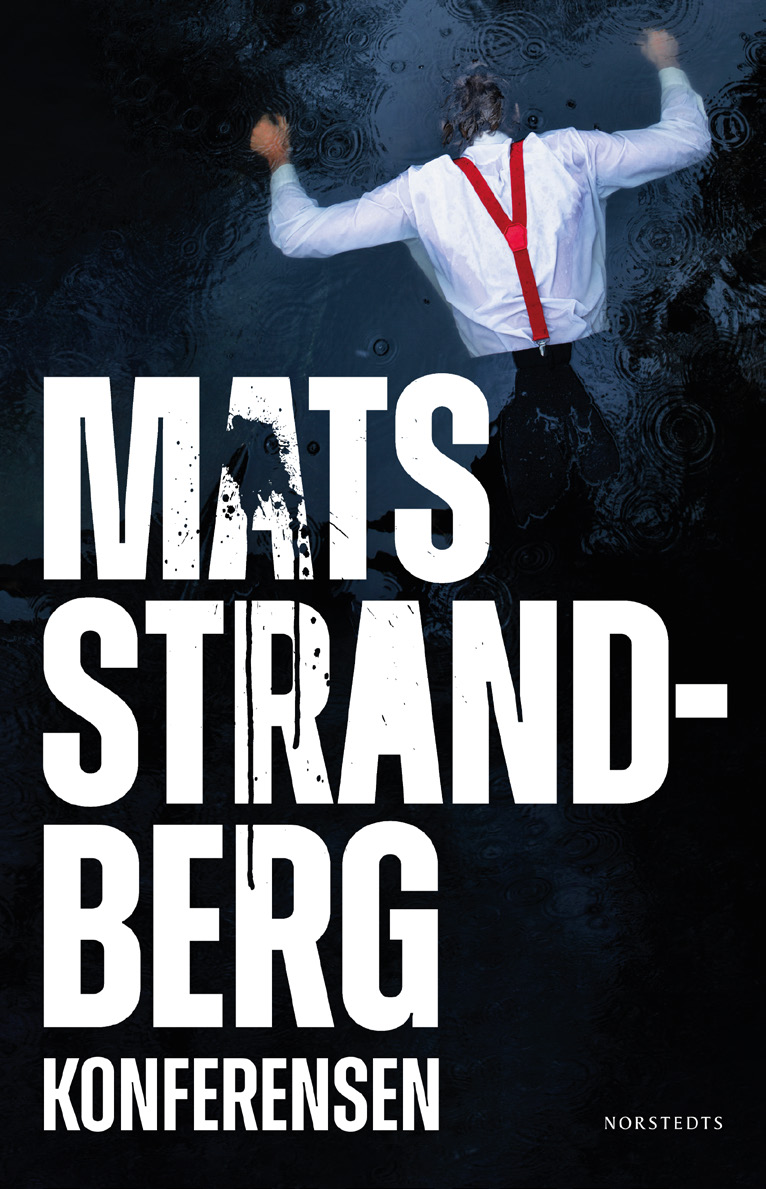 MATS
STRAND-
BERG
KONFERENSEN
NORSTEDTS